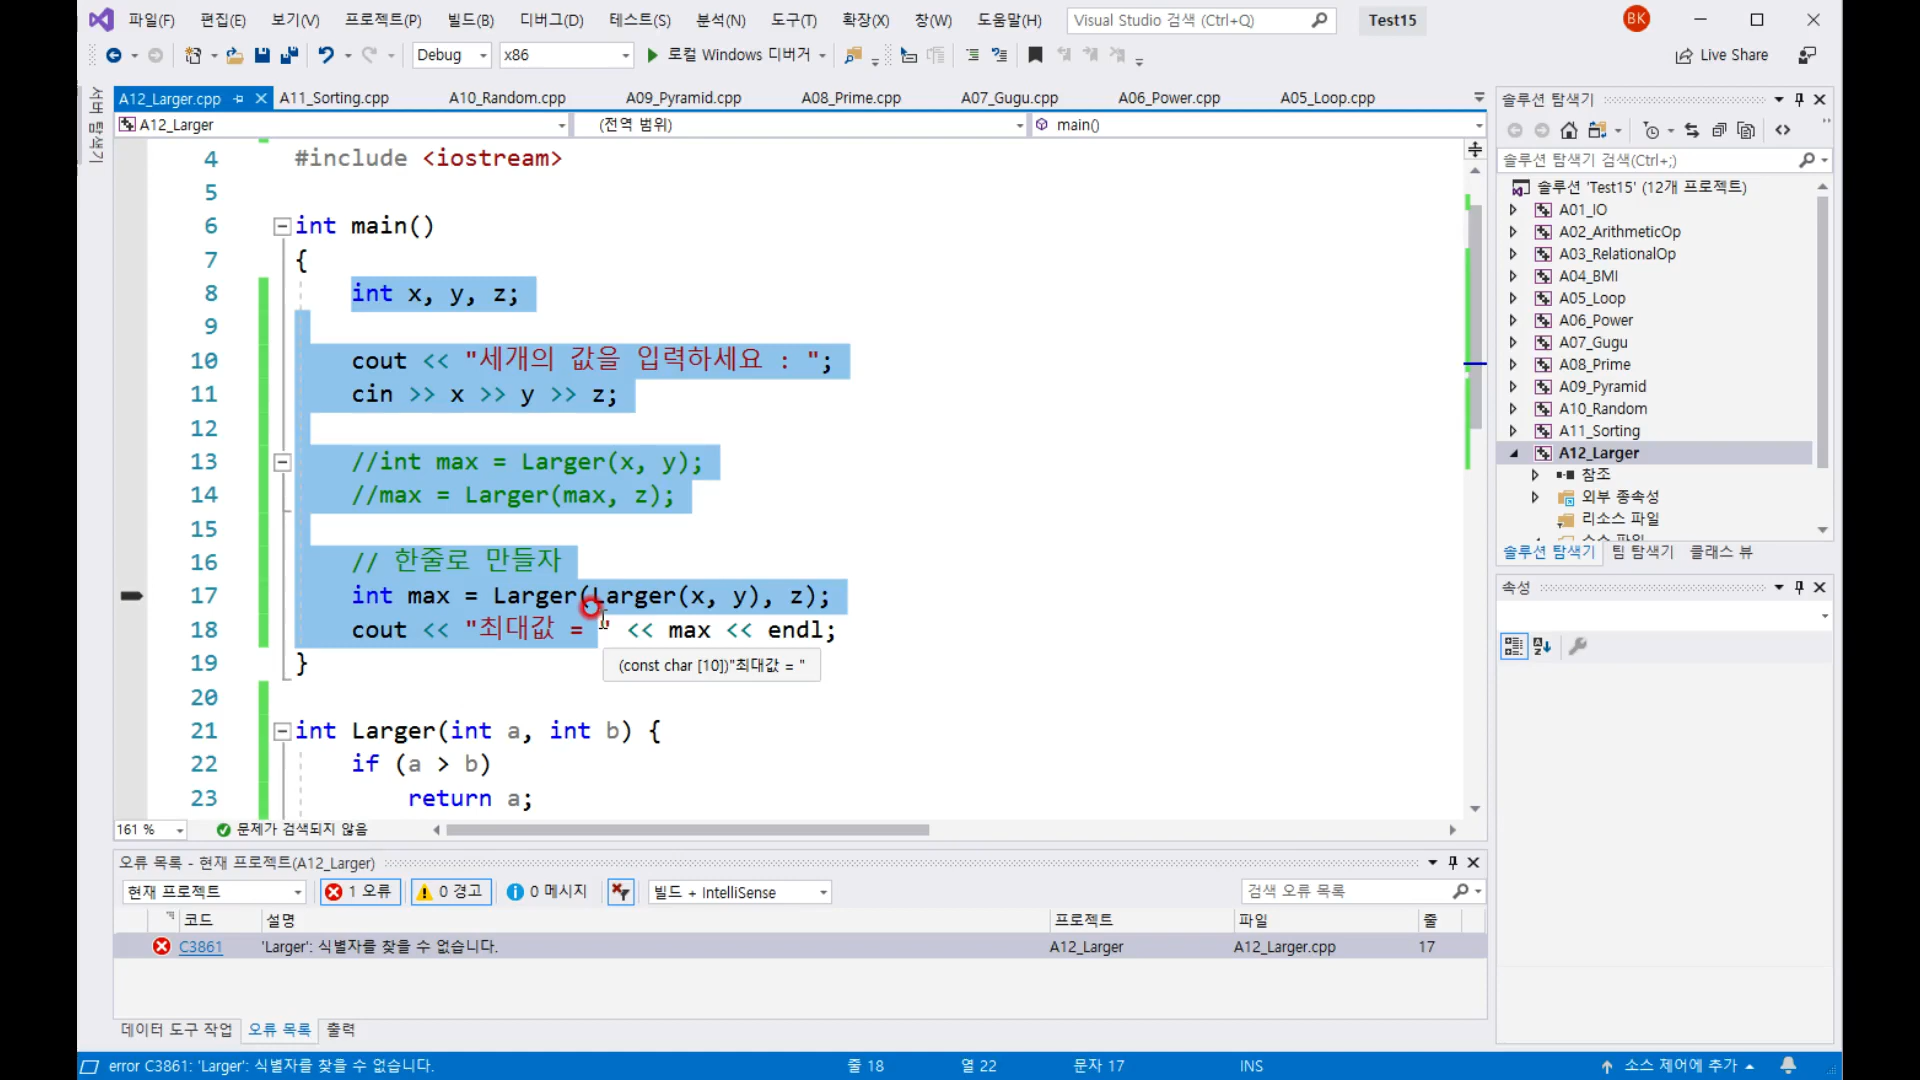 파일(F) 편집(E) 보기(V) 프로젝트(P) 빌드(B) 디버그(D) 테스트(S) 분석(N) 도구(T) 확장(X) 창(W) 도움말(H) Visual Studio 검색 (Ctrl+Q) Test15 BK
Debug x86 로컬 Windows 디버거 Live Share
서버 탐색기
A12_Larger.cpp A11_Sorting.cpp A10_Random.cpp A09_Pyramid.cpp A08_Prime.cpp A07_Gugu.cpp A06_Power.cpp A05_Loop.cpp
A12_Larger (전역 범위) main()
4 #include <iostream>
5
6 int main()
7 {
8 int x, y, z;
9
10 cout << "세개의 값을 입력하세요 : ";
11 cin >> x >> y >> z;
12
13 //int max = Larger(x, y);
14 //max = Larger(max, z);
15
16 // 한줄로 만들자
17 int max = Larger(Larger(x, y), z);
18 cout << "최대값 = " << max << endl;
19 }
(const char [10])"최대값 = "
20
21 int Larger(int a, int b) {
22 if (a > b)
23 return a;
161 % 문제가 검색되지 않음
오류 목록 - 현재 프로젝트(A12_Larger)
현재 프로젝트 1 오류 0 경고 0 메시지 빌드 + IntelliSense 검색 오류 목록
코드 설명 프로젝트 파일 줄
C3861 'Larger': 식별자를 찾을 수 없습니다. A12_Larger A12_Larger.cpp 17
데이터 도구 작업 오류 목록 출력
솔루션 탐색기
솔루션 탐색기 검색(Ctrl+;)
솔루션 'Test15' (12개 프로젝트)
A01_IO
A02_ArithmeticOp
A03_RelationalOp
A04_BMI
A05_Loop
A06_Power
A07_Gugu
A08_Prime
A09_Pyramid
A10_Random
A11_Sorting
A12_Larger
참조
외부 종속성
리소스 파일
소스 파일
솔루션 탐색기 팀 탐색기 클래스 뷰
속성
error C3861: 'Larger': 식별자를 찾을 수 없습니다. 줄 18 열 22 문자 17 INS 소스 제어에 추가